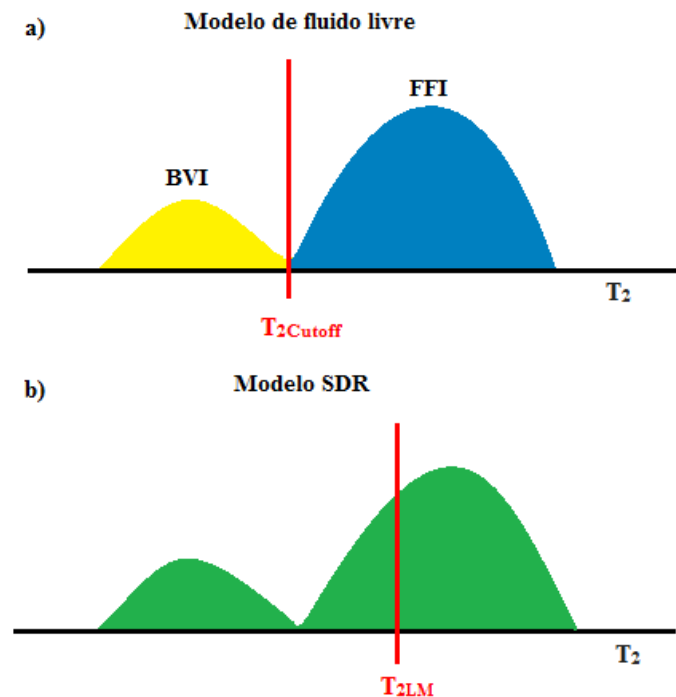 a)
Modelo de fluido livre
FFI
BVI
T₂
T₂Cutoff
b)
Modelo SDR
T₂
T₂LM